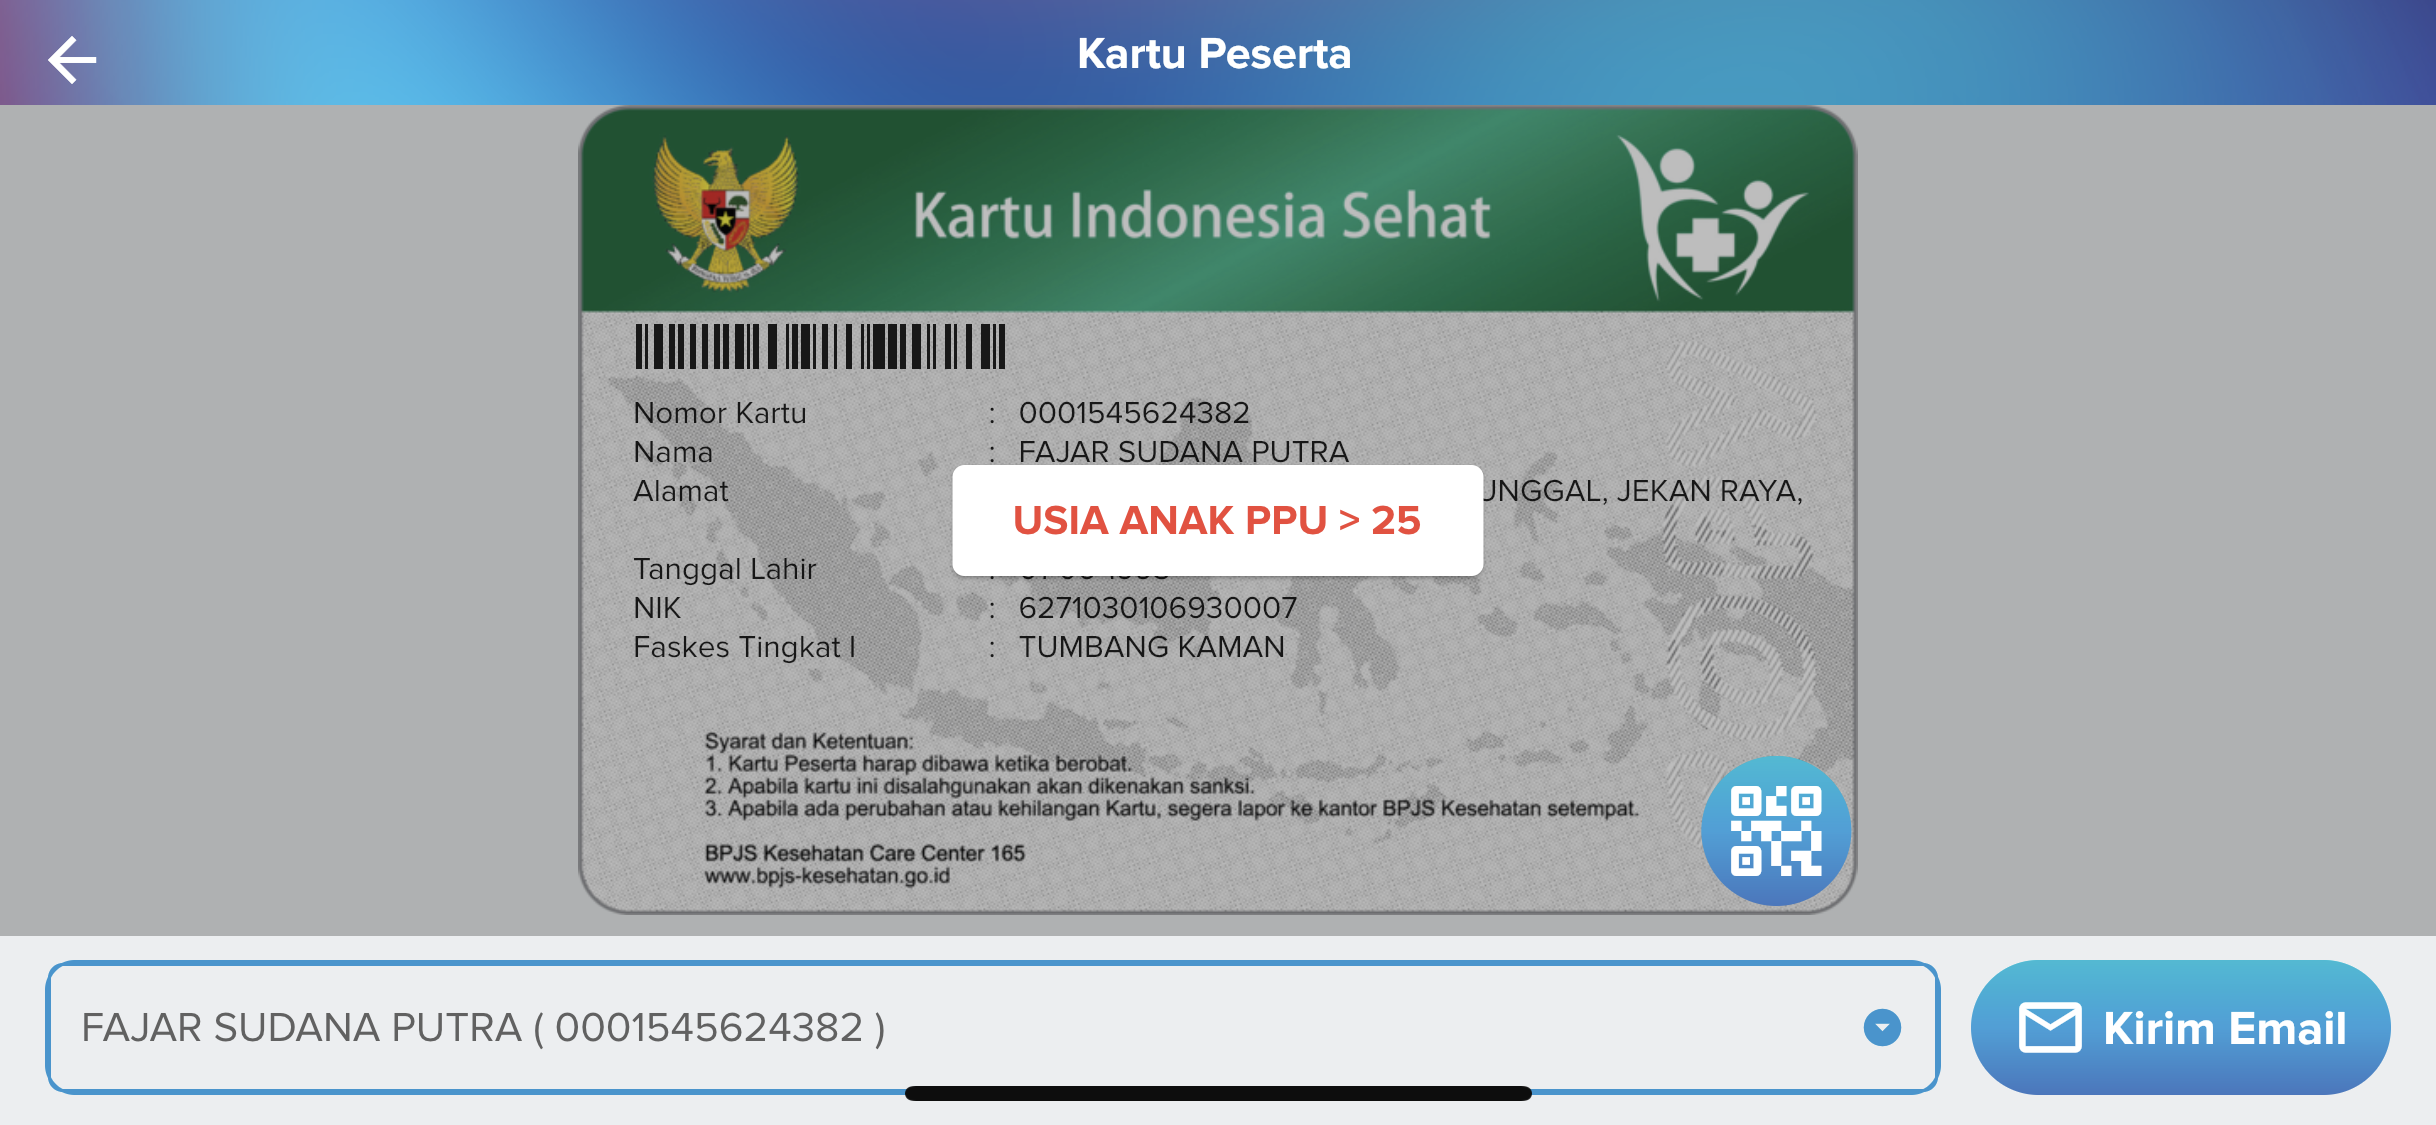 Kartu Peserta
Kartu Indonesia Sehat
Nomor Kartu : 0001545624382
Nama : FAJAR SUDANA PUTRA
Alamat UNGGAL, JEKAN RAYA,
USIA ANAK PPU > 25
Tanggal Lahir :
NIK : 6271030106930007
Faskes Tingkat I : TUMBANG KAMAN
Syarat dan Ketentuan:
1. Kartu Peserta harap dibawa ketika berobat.
2. Apabila kartu ini disalahgunakan akan dikenakan sanksi.
3. Apabila ada perubahan atau kehilangan Kartu, segera lapor ke kantor BPJS Kesehatan setempat.
BPJS Kesehatan Care Center 165
www.bpjs-kesehatan.go.id
FAJAR SUDANA PUTRA ( 0001545624382 )
Kirim Email